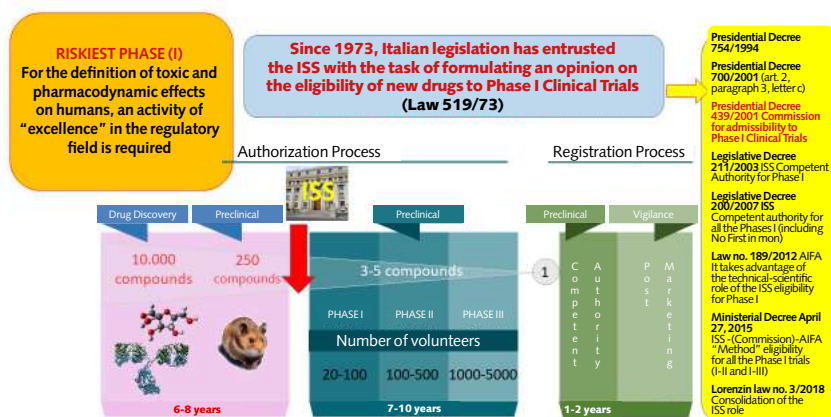 RISKIEST PHASE (I)
For the definition of toxic and
pharmacodynamic effects
on humans, an activity of
“excellence” in the regulatory
field is required
Since 1973, Italian legislation has entrusted
the ISS with the task of formulating an opinion on
the eligibility of new drugs to Phase I Clinical Trials
(Law 519/73)
Presidential Decree
754/1994
Presidential Decree
700/2001 (art. 2,
paragraph 3, letter c)
Presidential Decree
439/2001 Commission
for admissibility to
Phase I Clinical Trials
Legislative Decree
211/2003 ISS Competent
Authority for Phase I
Legislative Decree
200/2007 ISS
Competent authority for
all the Phases I (including
No First in mon)
Law no. 189/2012 AIFA
It takes advantage of
the technical-scientific
role of the ISS eligibility
for Phase I
Ministerial Decree April
27, 2015
ISS -(Commission)-AIFA
“Method” eligibility
for all the Phase I trials
(I-II and I-III)
Lorenzin law no. 3/2018
Consolidation of the
ISS role
Authorization Process
Registration Process
ISS
Drug Discovery
Preclinical
Preclinical
Preclinical
Vigilance
10.000
compounds
250
compounds
3-5 compounds
1
PHASE I
PHASE II
PHASE III
Number of volunteers
20-100
100-500
1000-5000
Competent
Authority
Post
Marketing
6-8 years
7-10 years
1-2 years